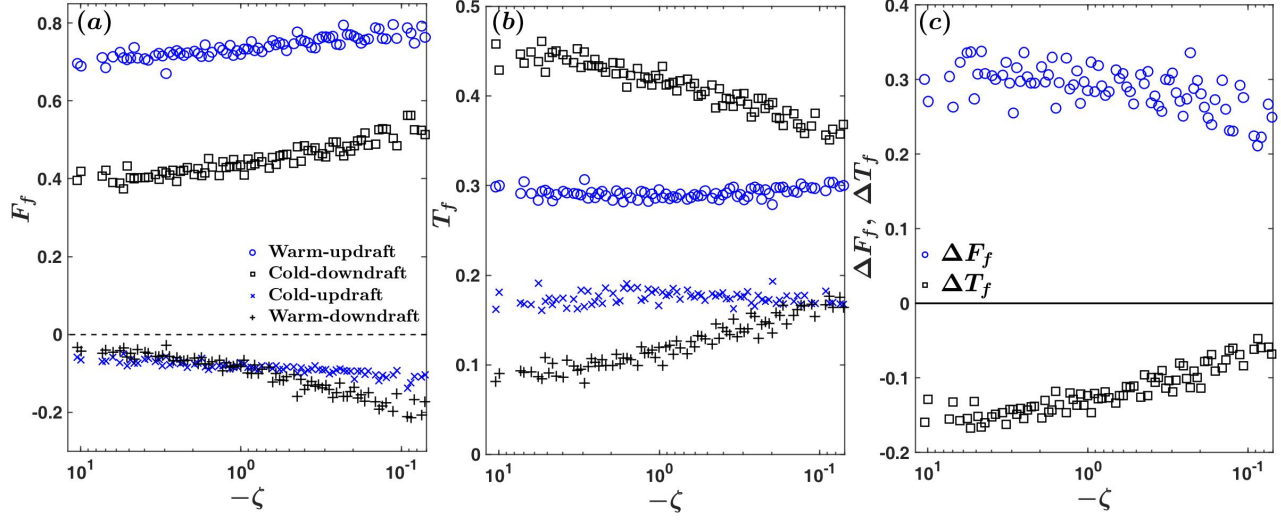 (a)
0.8
0.6
0.4
0.2
0
-0.2
F_f
Warm-updraft
Cold-downdraft
Cold-updraft
Warm-downdraft
10^1
10^0
10^-1
−ζ
(b)
0.5
0.4
0.3
0.2
0.1
0
T_f
10^1
10^0
10^-1
−ζ
(c)
0.4
0.3
0.2
0.1
0
-0.1
-0.2
ΔF_f, ΔT_f
ΔF_f
ΔT_f
10^1
10^0
10^-1
−ζ